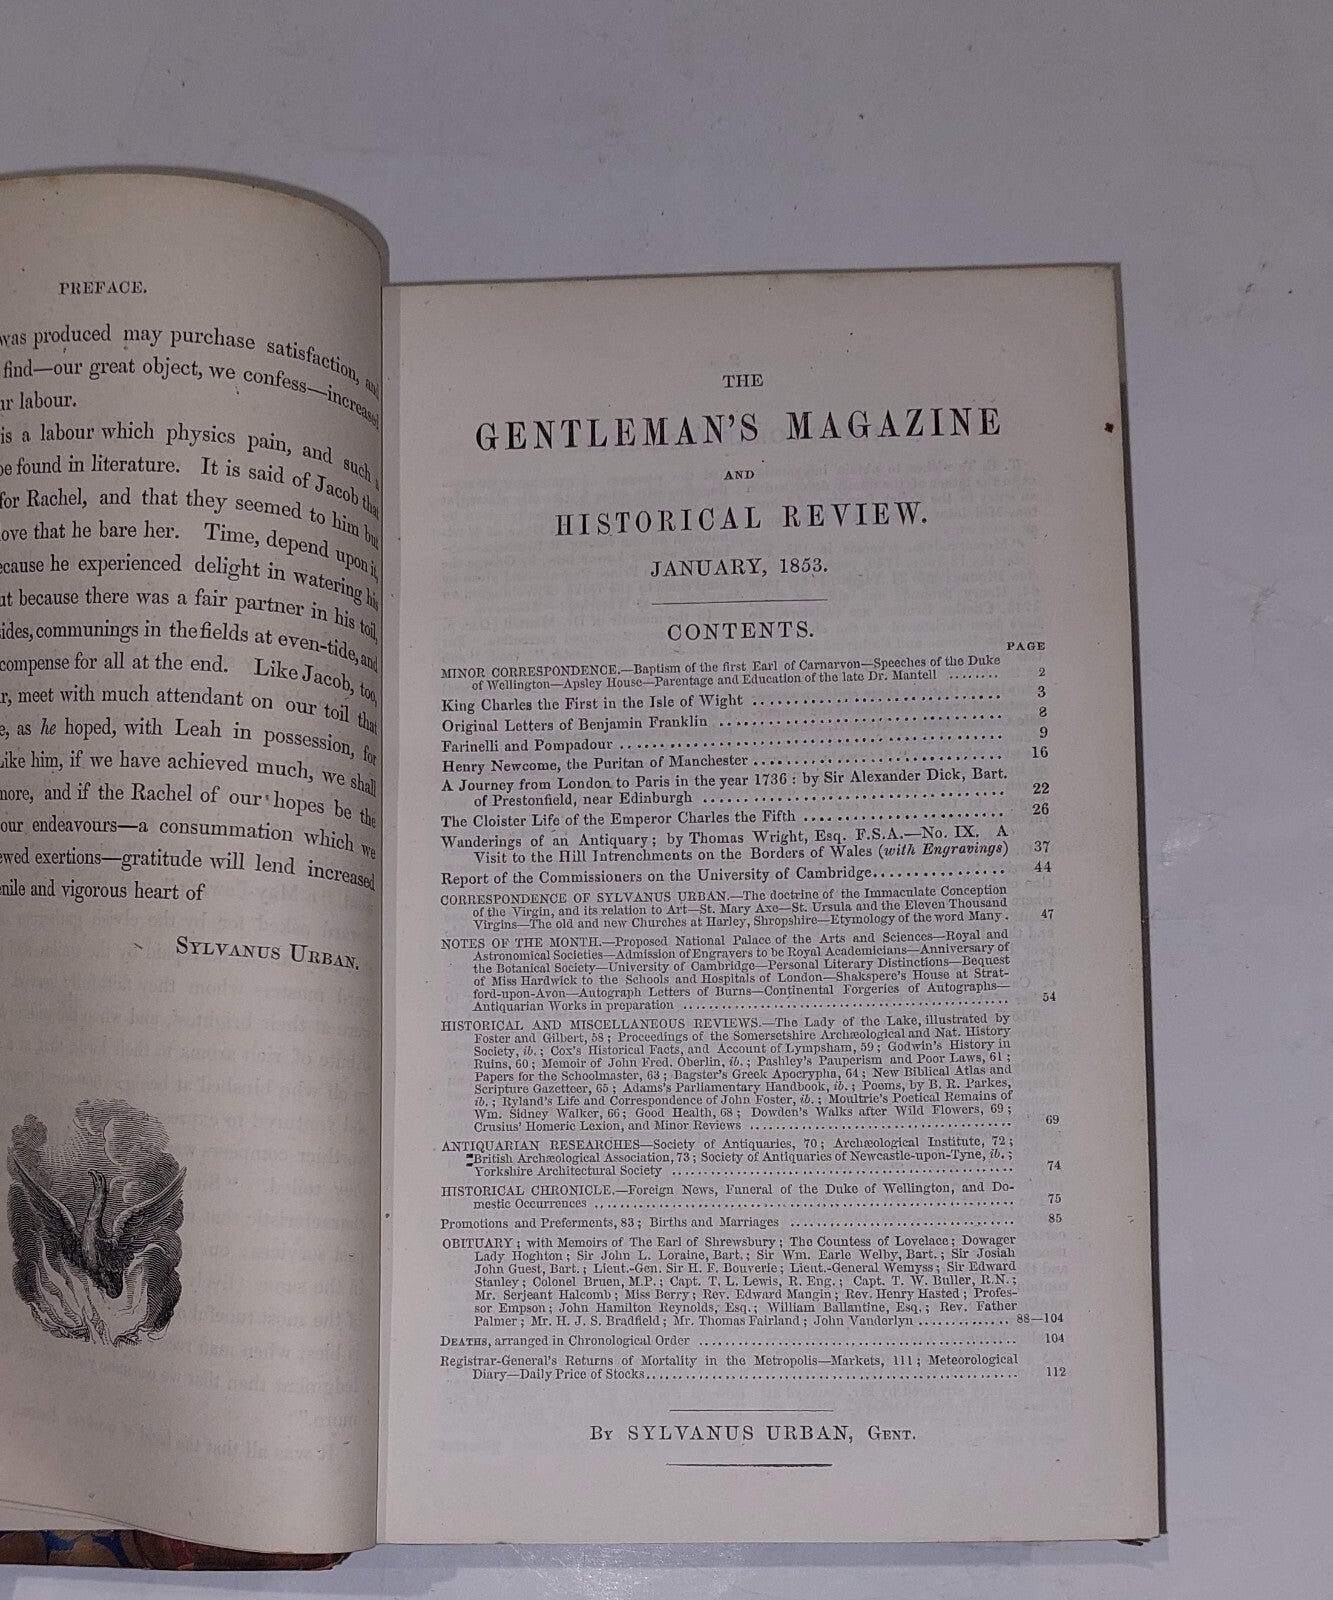 PREFACE.
was produced may purchase satisfaction, and
find—our great object, we confess—increased
ur labour.
is a labour which physics pain, and such a
be found in literature. It is said of Jacob that
for Rachel, and that they seemed to him but
ove that he bare her. Time, depend upon it,
ecause he experienced delight in watering his
ut because there was a fair partner in his toil,
ides, communings in the fields at even-tide, and
compense for all at the end. Like Jacob, too,
r, meet with much attendant on our toil that
e, as he hoped, with Leah in possession, for
Like him, if we have achieved much, we shall
more, and if the Rachel of our hopes be the
our endeavours—a consummation which we
ewed exertions—gratitude will lend increased
enile and vigorous heart of
SYLVANUS URBAN.
THE
GENTLEMAN'S MAGAZINE
AND
HISTORICAL REVIEW.
JANUARY, 1853.
CONTENTS.
PAGE
MINOR CORRESPONDENCE.—Baptism of the first Earl of Carnarvon—Speeches of the Duke
of Wellington—Apsley House—Parentage and Education of the late Dr. Mantell ........ 2
King Charles the First in the Isle of Wight .............................. 3
Original Letters of Benjamin Franklin .............................. 8
Farinelli and Pompadour .............................. 9
Henry Newcome, the Puritan of Manchester .............................. 16
A Journey from London to Paris in the year 1736: by Sir Alexander Dick, Bart.
of Prestonfield, near Edinburgh .............................. 22
The Cloister Life of the Emperor Charles the Fifth .............................. 26
Wanderings of an Antiquary; by Thomas Wright, Esq. F.S.A.—No. IX. A
Visit to the Hill Intrenchments on the Borders of Wales (with Engravings) 37
Report of the Commissioners on the University of Cambridge................ 44
CORRESPONDENCE OF SYLVANUS URBAN.—The doctrine of the Immaculate Conception
of the Virgin, and its relation to Art—St. Mary Axe—St. Ursula and the Eleven Thousand
Virgins—The old and new Churches at Harley, Shropshire—Etymology of the word Many. 47
NOTES OF THE MONTH.—Proposed National Palace of the Arts and Sciences—Royal and
Astronomical Societies—Admission of Engravers to be Royal Academicians—Anniversary of
the Botanical Society—University of Cambridge—Personal Literary Distinctions—Bequest
of Miss Hardwick to the Schools and Hospitals of London—Shakspere's House at Strat-
ford-upon-Avon—Autograph Letters of Burns—Continental Forgeries of Autographs—
Antiquarian Works in preparation .............................. 54
HISTORICAL AND MISCELLANEOUS REVIEWS.—The Lady of the Lake, illustrated by
Foster and Gilbert, 58; Proceedings of the Somersetshire Archæological and Nat. History
Society, ib.; Cox's Historical Facts, and Account of Lympsham, 59; Godwin's History in
Ruins, 60; Memoir of John Fred. Oberlin, ib.; Pashley's Pauperism and Poor Laws, 61;
Papers for the Schoolmaster, 63; Bagster's Greek Apocrypha, 64; New Biblical Atlas and
Scripture Gazetteer, 65; Adams's Parliamentary Handbook, ib.; Poems, by B. R. Parkes,
ib.; Ryland's Life and Correspondence of John Foster, ib.; Moultrie's Poetical Remains of
Wm. Sidney Walker, 66; Good Health, 68; Dowden's Walks after Wild Flowers, 69;
Crusius' Homeric Lexion, and Minor Reviews .............................. 69
ANTIQUARIAN RESEARCHES—Society of Antiquaries, 70; Archæological Institute, 72;
British Archæological Association, 73; Society of Antiquaries of Newcastle-upon-Tyne, ib.;
Yorkshire Architectural Society .............................. 74
HISTORICAL CHRONICLE.—Foreign News, Funeral of the Duke of Wellington, and Do-
mestic Occurrences .............................. 75
Promotions and Preferments, 83; Births and Marriages .............................. 85
OBITUARY; with Memoirs of The Earl of Shrewsbury; The Countess of Lovelace; Dowager
Lady Hoghton; Sir John L. Loraine, Bart.; Sir Wm. Earle Welby, Bart.; Sir Josiah
John Guest, Bart.; Lieut.-Gen. Sir H. F. Bouverie; Lieut.-General Wemyss; Sir Edward
Stanley; Colonel Bruen, M.P.; Capt. T. L. Lewis, R. Eng.; Capt. T. W. Buller, R.N.;
Mr. Serjeant Halcomb; Miss Berry; Rev. Edward Mangin; Rev. Henry Hasted; Profes-
sor Empson; John Hamilton Reynolds, Esq.; William Ballantine, Esq.; Rev. Father
Palmer; Mr. H. J. S. Bradfield; Mr. Thomas Fairland; John Vanderlyn ............. 88—104
DEATHS, arranged in Chronological Order .............................. 104
Registrar-General's Returns of Mortality in the Metropolis—Markets, 111; Meteorological
Diary—Daily Price of Stocks.............................. 112
By SYLVANUS URBAN, GENT.